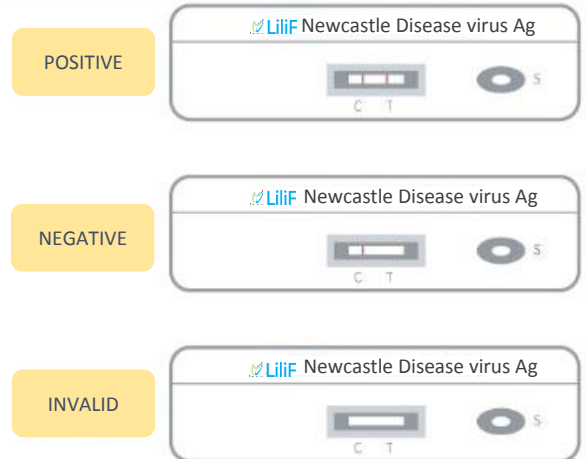 LiliF Newcastle Disease virus Ag
POSITIVE
S
C T
LiliF Newcastle Disease virus Ag
NEGATIVE
S
C T
LiliF Newcastle Disease virus Ag
INVALID
S
C T